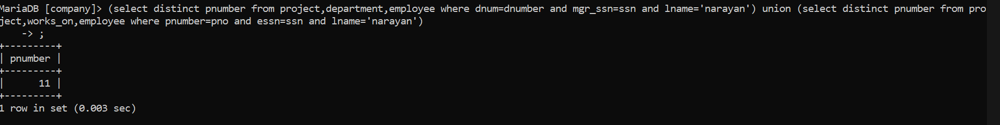 MariaDB [company]> (select distinct pnumber from project,department,employee where dnum=dnumber and mgr_ssn=ssn and lname='narayan') union (select distinct pnumber from pro
ject,works_on,employee where pnumber=pno and essn=ssn and lname='narayan')
    -> ;
+---------+
| pnumber |
+---------+
|      11 |
+---------+
1 row in set (0.003 sec)